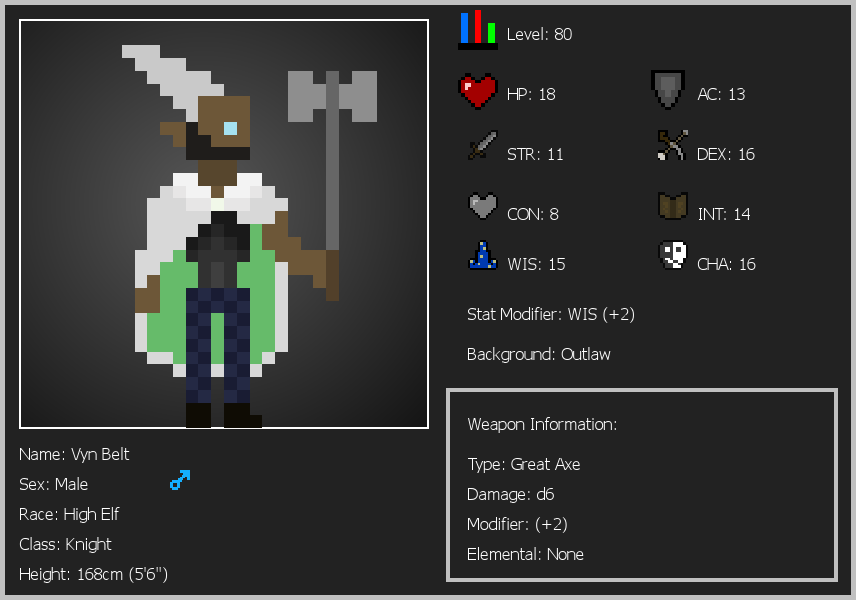 Level: 80
HP: 18
AC: 13
STR: 11
DEX: 16
CON: 8
INT: 14
WIS: 15
CHA: 16
Stat Modifier: WIS (+2)
Background: Outlaw
Weapon Information:
Type: Great Axe
Damage: d6
Modifier: (+2)
Elemental: None
Name: Vyn Belt
Sex: Male
Race: High Elf
Class: Knight
Height: 168cm (5'6")